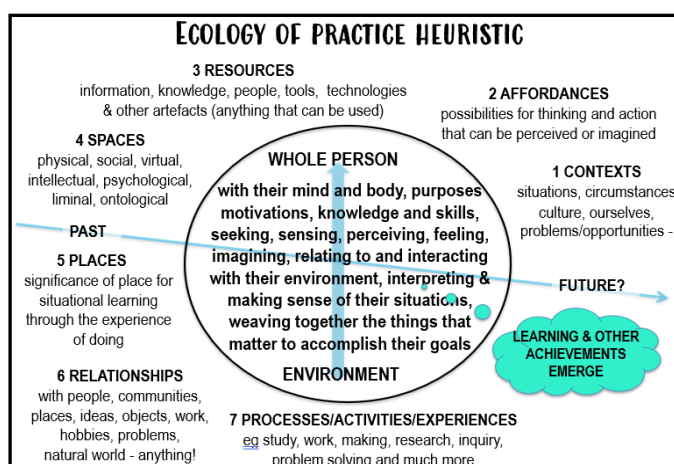 ECOLOGY OF PRACTICE HEURISTIC
3 RESOURCES
information, knowledge, people, tools, technologies
& other artefacts (anything that can be used)
2 AFFORDANCES
possibilities for thinking and action
that can be perceived or imagined
4 SPACES
physical, social, virtual,
intellectual, psychological,
liminal, ontological
1 CONTEXTS
situations, circumstances
culture, ourselves,
problems/opportunities -
WHOLE PERSON
with their mind and body, purposes
motivations, knowledge and skills,
seeking, sensing, perceiving, feeling,
imagining, relating to and interacting
with their environment, interpreting &
making sense of their situations,
weaving together the things that
matter to accomplish their goals
ENVIRONMENT
PAST
FUTURE?
5 PLACES
significance of place for
situational learning
through the experience
of doing
LEARNING & OTHER
ACHIEVEMENTS
EMERGE
6 RELATIONSHIPS
with people, communities,
places, ideas, objects, work,
hobbies, problems,
natural world - anything!
7 PROCESSES/ACTIVITIES/EXPERIENCES
eg study, work, making, research, inquiry,
problem solving and much more